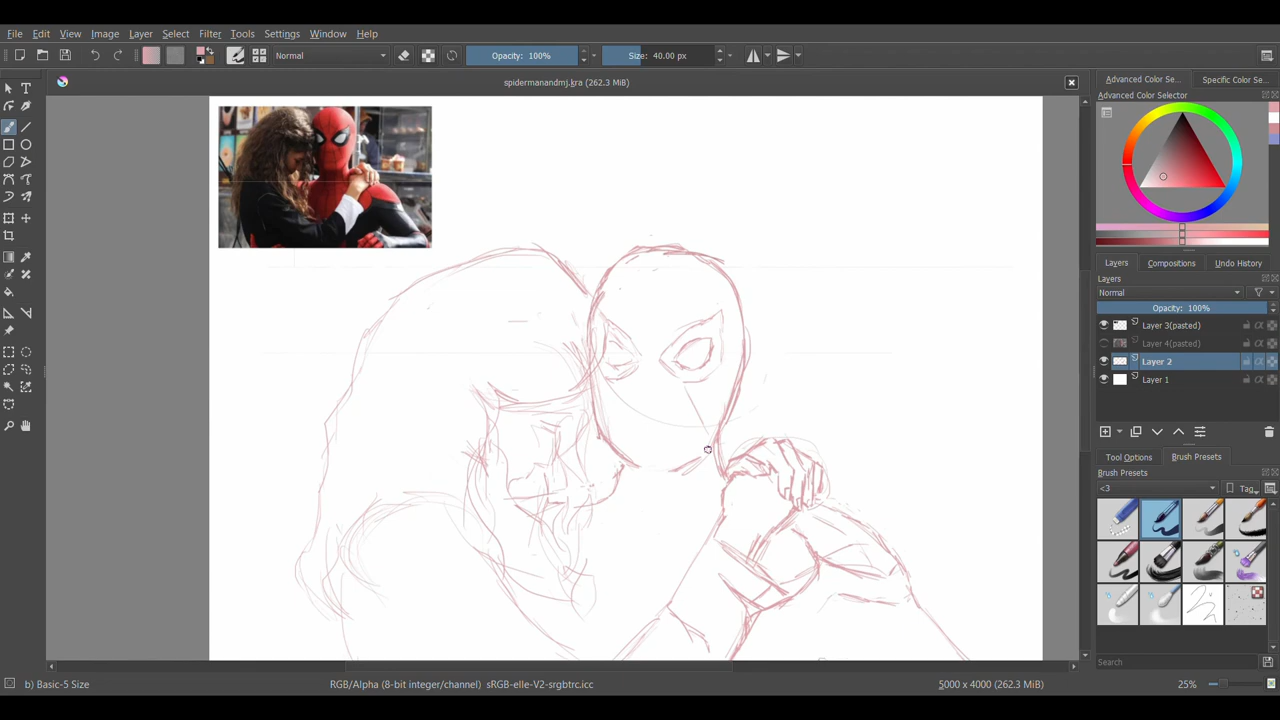 File Edit View Image Layer Select Filter Tools Settings Window Help
Normal Opacity: 100% Size: 40.00 px
spidermanandmj.kra (262.3 MiB)
Advanced Color Se... Specific Color Se...
Advanced Color Selector
Layers Compositions Undo History
Layers
Normal
Opacity: 100%
Layer 3(pasted)
Layer 4(pasted)
Layer 2
Layer 1
Tool Options Brush Presets
Brush Presets
<3 Tag
Search
b) Basic-5 Size RGB/Alpha (8-bit integer/channel) sRGB-elle-V2-srgbtrc.icc 5000 x 4000 (262.3 MiB) 25%